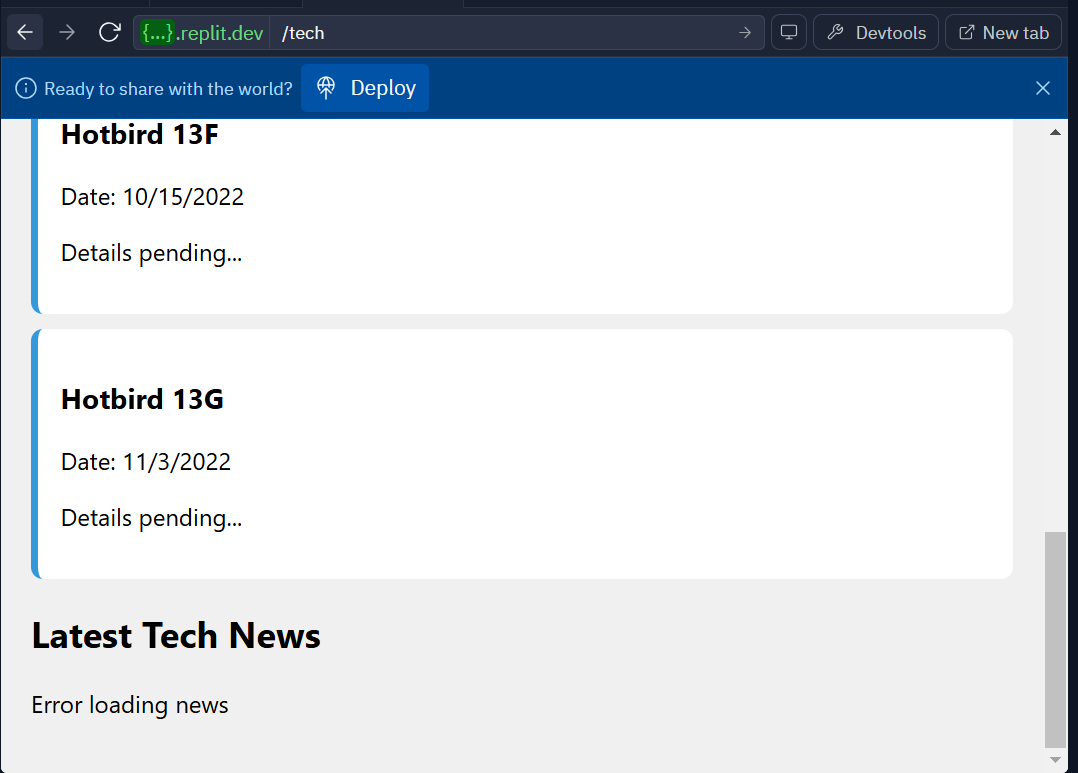 {...}.replit.dev /tech Devtools New tab
Ready to share with the world? Deploy
Hotbird 13F
Date: 10/15/2022
Details pending...
Hotbird 13G
Date: 11/3/2022
Details pending...
Latest Tech News
Error loading news